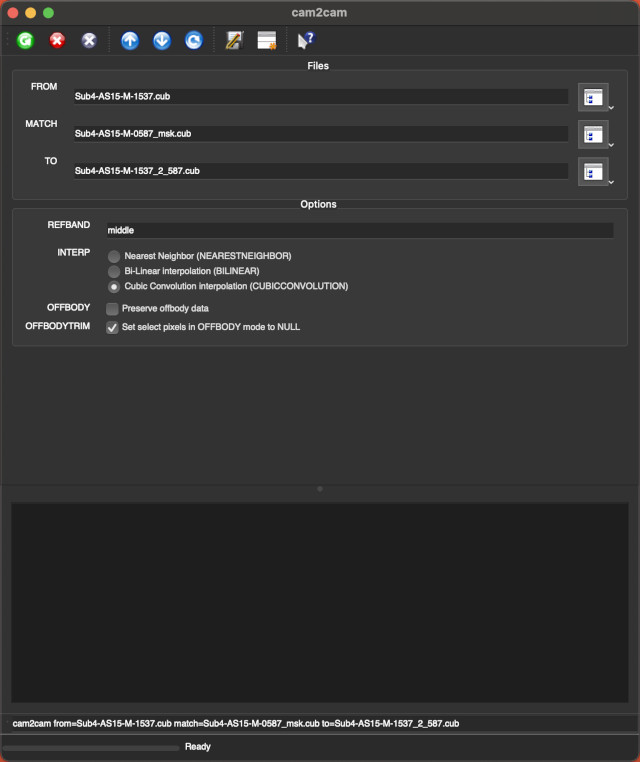 cam2cam
Files
FROM
Sub4-AS15-M-1537.cub
MATCH
Sub4-AS15-M-0587_msk.cub
TO
Sub4-AS15-M-1537_2_587.cub
Options
REFBAND
middle
INTERP
Nearest Neighbor (NEARESTNEIGHBOR)
Bi-Linear interpolation (BILINEAR)
Cubic Convolution interpolation (CUBICCONVOLUTION)
OFFBODY
Preserve offbody data
OFFBODYTRIM
Set select pixels in OFFBODY mode to NULL
cam2cam from=Sub4-AS15-M-1537.cub match=Sub4-AS15-M-0587_msk.cub to=Sub4-AS15-M-1537_2_587.cub
Ready